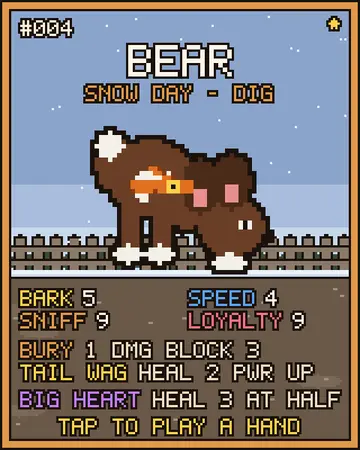 #004
BEAR
SNOW DAY - DIG
BARK 5 SPEED 4
SNIFF 9 LOYALTY 9
BURY 1 DMG BLOCK 3
TAIL WAG HEAL 2 PWR UP
BIG HEART HEAL 3 AT HALF
TAP TO PLAY A HAND